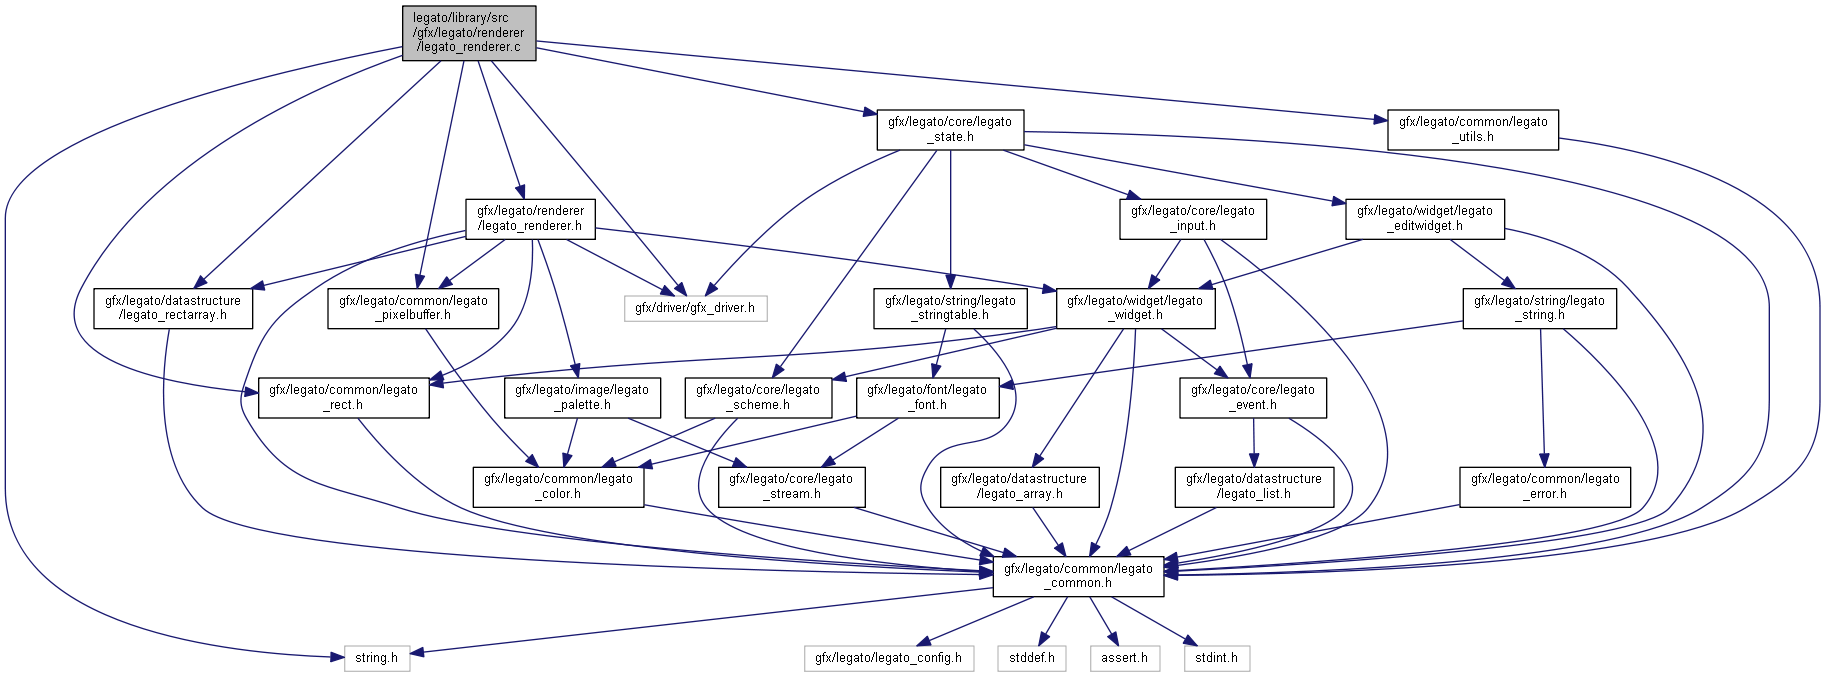 legato/library/src
/gfx/legato/renderer
/legato_renderer.c
gfx/legato/core/legato
_state.h
gfx/legato/common/legato
_utils.h
gfx/legato/renderer
/legato_renderer.h
gfx/legato/core/legato
_input.h
gfx/legato/widget/legato
_editwidget.h
gfx/legato/datastructure
/legato_rectarray.h
gfx/legato/common/legato
_pixelbuffer.h
gfx/driver/gfx_driver.h
gfx/legato/string/legato
_stringtable.h
gfx/legato/widget/legato
_widget.h
gfx/legato/string/legato
_string.h
gfx/legato/common/legato
_rect.h
gfx/legato/image/legato
_palette.h
gfx/legato/core/legato
_scheme.h
gfx/legato/font/legato
_font.h
gfx/legato/core/legato
_event.h
gfx/legato/common/legato
_color.h
gfx/legato/core/legato
_stream.h
gfx/legato/datastructure
/legato_array.h
gfx/legato/datastructure
/legato_list.h
gfx/legato/common/legato
_error.h
gfx/legato/common/legato
_common.h
string.h
gfx/legato/legato_config.h
stddef.h
assert.h
stdint.h